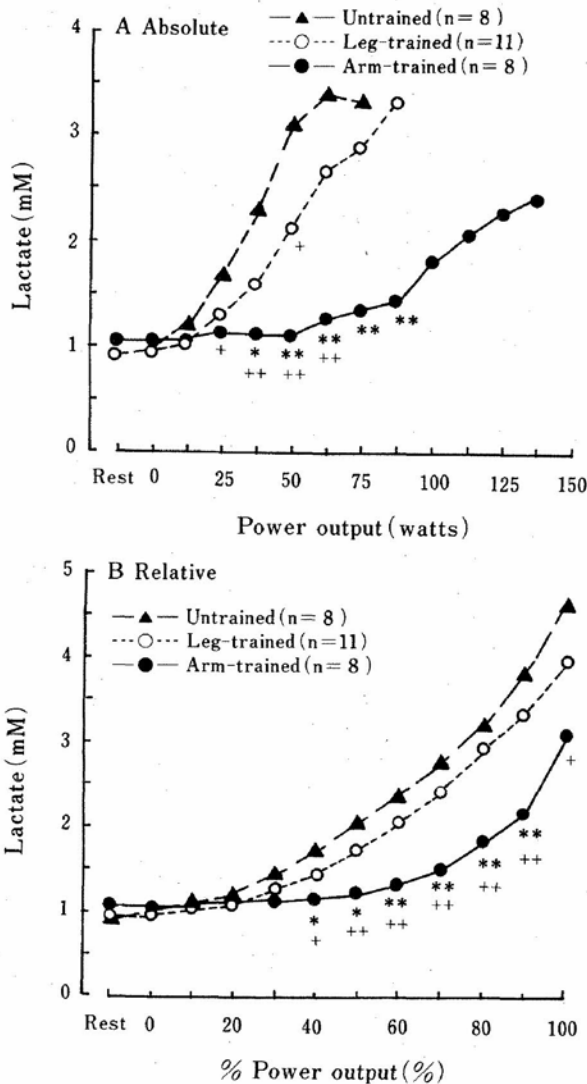 A Absolute
Untrained (n= 8 )
Leg-trained (n=11)
Arm-trained (n= 8 )
4
3
2
1
0
Lactate (mM)
+
+
*
++
**
++
**
++
**
**
Rest 0 25 50 75 100 125 150
Power output (watts)
B Relative
Untrained (n= 8 )
Leg-trained (n=11)
Arm-trained (n= 8 )
5
4
3
2
1
0
Lactate (mM)
*
+
*
++
**
++
**
++
**
++
**
++
+
Rest 0 20 40 60 80 100
% Power output (%)